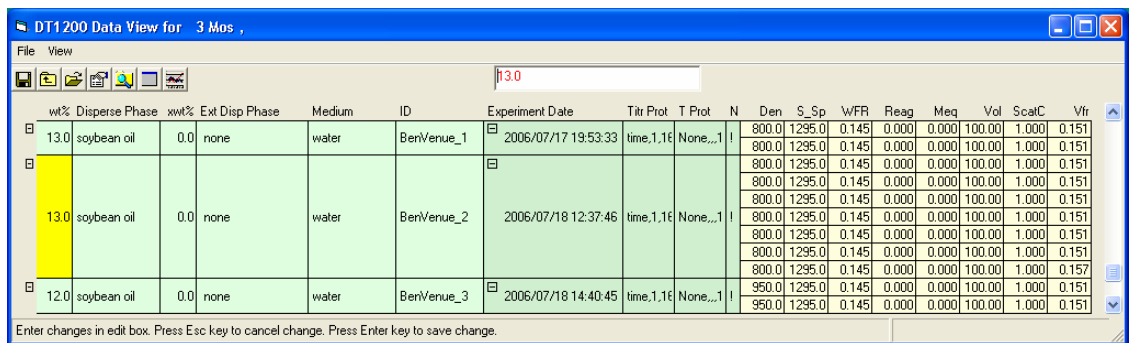 DT1200 Data View for 3 Mos ,
File View
13.0
wt% Disperse Phase xwt% Ext Disp Phase Medium ID Experiment Date Titr Prot T Prot N Den S_Sp WFR Reag Meq Vol ScatC Vfr
13.0 soybean oil 0.0 none water BenVenue_1 2006/07/17 19:53:33 time,1,16 None,,,1 ! 800.0 1295.0 0.145 0.000 0.000 100.00 1.000 0.151
800.0 1295.0 0.145 0.000 0.000 100.00 1.000 0.151
800.0 1295.0 0.145 0.000 0.000 100.00 1.000 0.151
800.0 1295.0 0.145 0.000 0.000 100.00 1.000 0.151
800.0 1295.0 0.145 0.000 0.000 100.00 1.000 0.151
13.0 soybean oil 0.0 none water BenVenue_2 2006/07/18 12:37:46 time,1,16 None,,,1 ! 800.0 1295.0 0.145 0.000 0.000 100.00 1.000 0.151
800.0 1295.0 0.145 0.000 0.000 100.00 1.000 0.151
800.0 1295.0 0.145 0.000 0.000 100.00 1.000 0.151
800.0 1295.0 0.145 0.000 0.000 100.00 1.000 0.157
12.0 soybean oil 0.0 none water BenVenue_3 2006/07/18 14:40:45 time,1,16 None,,,1 ! 950.0 1295.0 0.145 0.000 0.000 100.00 1.000 0.151
950.0 1295.0 0.145 0.000 0.000 100.00 1.000 0.151
Enter changes in edit box. Press Esc key to cancel change. Press Enter key to save change.